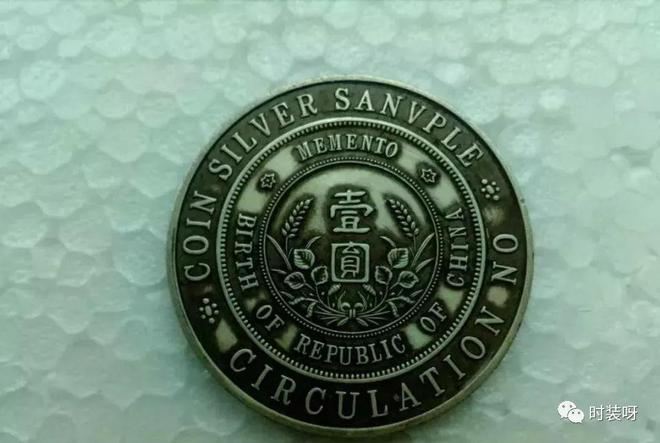 COIN SILVER SANVPLE
CIRCULATION NO
MEMENTO
BIRTH OF REPUBLIC OF CHINA
壹圓
时装呀